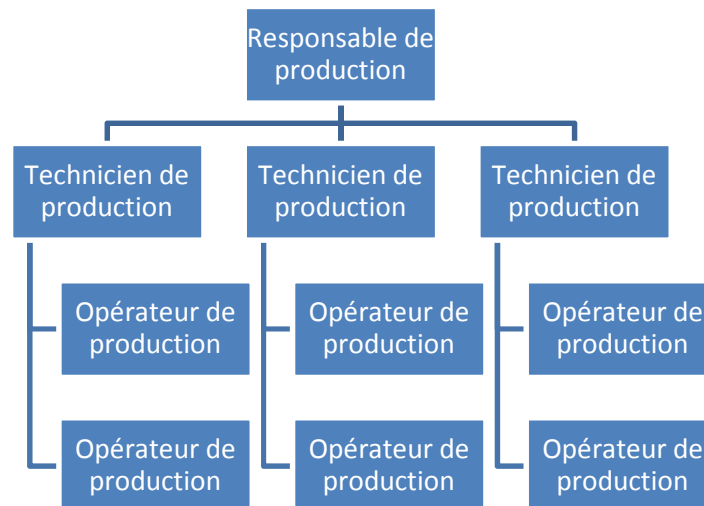 Responsable de
production
Technicien de
production
Technicien de
production
Technicien de
production
Opérateur de
production
Opérateur de
production
Opérateur de
production
Opérateur de
production
Opérateur de
production
Opérateur de
production